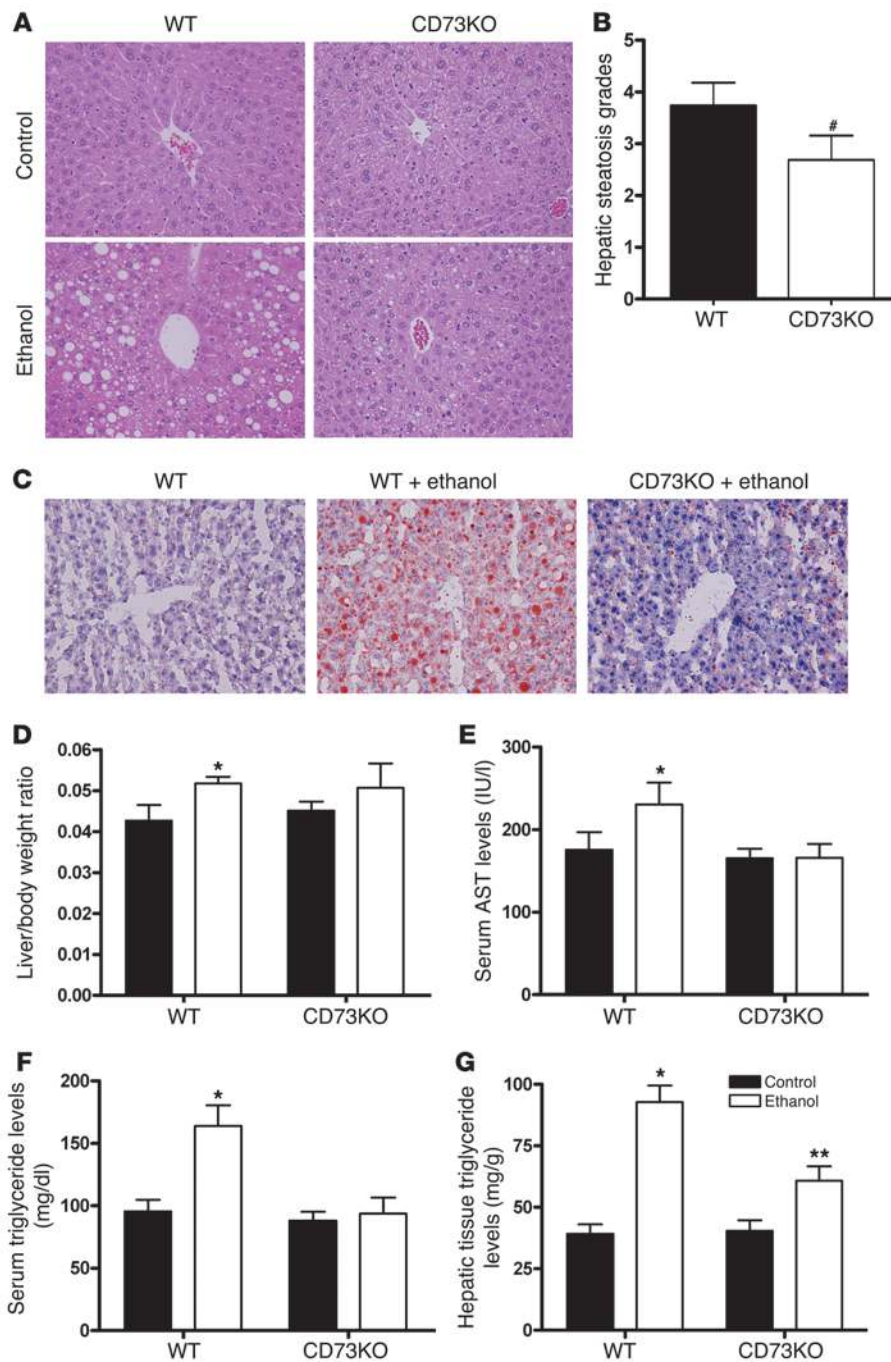 A
WT
CD73KO
Control
Ethanol
B
Hepatic steatosis grades
5
4
3
2
1
0
#
WT
CD73KO
C
WT
WT + ethanol
CD73KO + ethanol
D
Liver/body weight ratio
0.06
0.05
0.04
0.03
0.02
0.01
0.00
*
WT
CD73KO
E
Serum AST levels (IU/l)
300
200
100
0
*
WT
CD73KO
F
Serum triglyceride levels
(mg/dl)
200
150
100
50
0
*
WT
CD73KO
G
Hepatic tissue triglyceride
levels (mg/g)
100
75
50
25
0
*
**
Control
Ethanol
WT
CD73KO